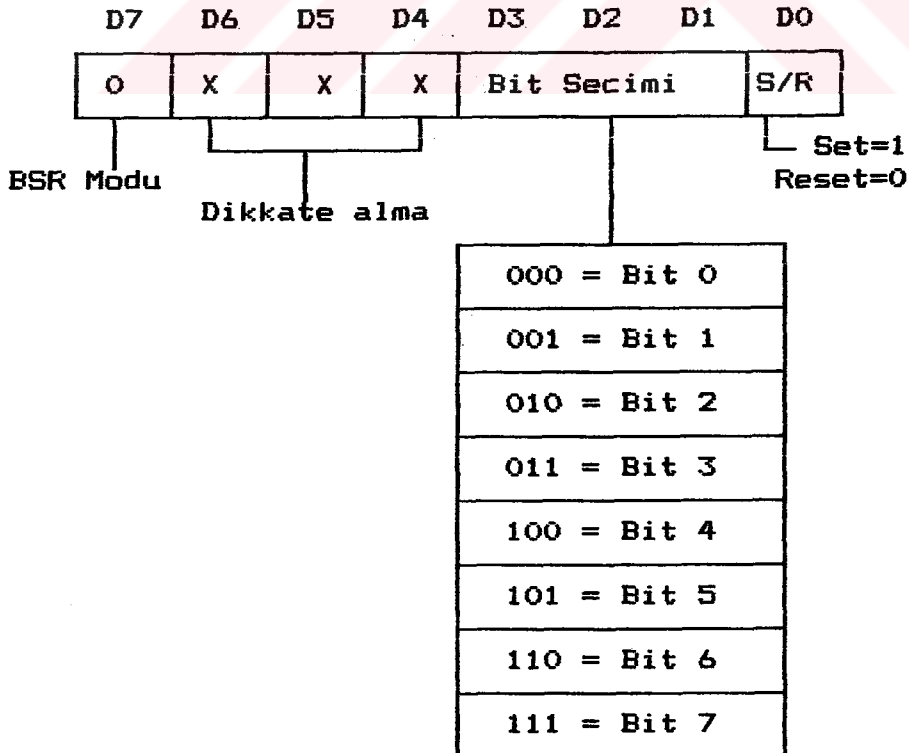 D7 D6 D5 D4 D3 D2 D1 D0
0 X X X Bit Secimi S/R
Set=1
BSR Modu Reset=0
Dikkate alma
000 = Bit 0
001 = Bit 1
010 = Bit 2
011 = Bit 3
100 = Bit 4
101 = Bit 5
110 = Bit 6
111 = Bit 7